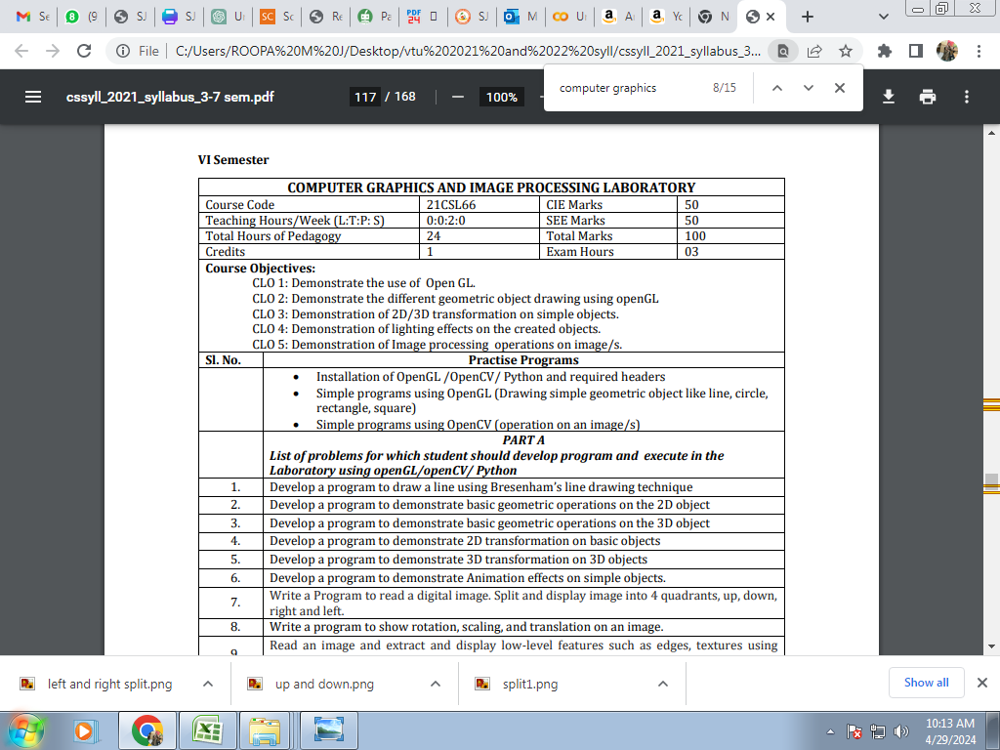 Se
(9
SJ
SJ
U
SC Sc
Re
Pa
PDF 24
SJ
M
U
A
Yc
N
File
C:/Users/ROOPA%20M%20J/Desktop/vtu%202021%20and%2022%20syll/cssyll_2021_syllabus_3...
cssyll_2021_syllabus_3-7 sem.pdf
117 / 168
100%
computer graphics 8/15
VI Semester
COMPUTER GRAPHICS AND IMAGE PROCESSING LABORATORY
Course Code 21CSL66 CIE Marks 50
Teaching Hours/Week (L:T:P: S) 0:0:2:0 SEE Marks 50
Total Hours of Pedagogy 24 Total Marks 100
Credits 1 Exam Hours 03
Course Objectives:
CLO 1: Demonstrate the use of Open GL.
CLO 2: Demonstrate the different geometric object drawing using openGL
CLO 3: Demonstration of 2D/3D transformation on simple objects.
CLO 4: Demonstration of lighting effects on the created objects.
CLO 5: Demonstration of Image processing operations on image/s.
Sl. No. Practise Programs
• Installation of OpenGL /OpenCV/ Python and required headers
• Simple programs using OpenGL (Drawing simple geometric object like line, circle,
rectangle, square)
• Simple programs using OpenCV (operation on an image/s)
PART A
List of problems for which student should develop program and execute in the
Laboratory using openGL/openCV/ Python
1. Develop a program to draw a line using Bresenham's line drawing technique
2. Develop a program to demonstrate basic geometric operations on the 2D object
3. Develop a program to demonstrate basic geometric operations on the 3D object
4. Develop a program to demonstrate 2D transformation on basic objects
5. Develop a program to demonstrate 3D transformation on 3D objects
6. Develop a program to demonstrate Animation effects on simple objects.
7. Write a Program to read a digital image. Split and display image into 4 quadrants, up, down,
right and left.
8. Write a program to show rotation, scaling, and translation on an image.
9. Read an image and extract and display low-level features such as edges, textures using
left and right split.png
up and down.png
split1.png
Show all
10:13 AM
4/29/2024